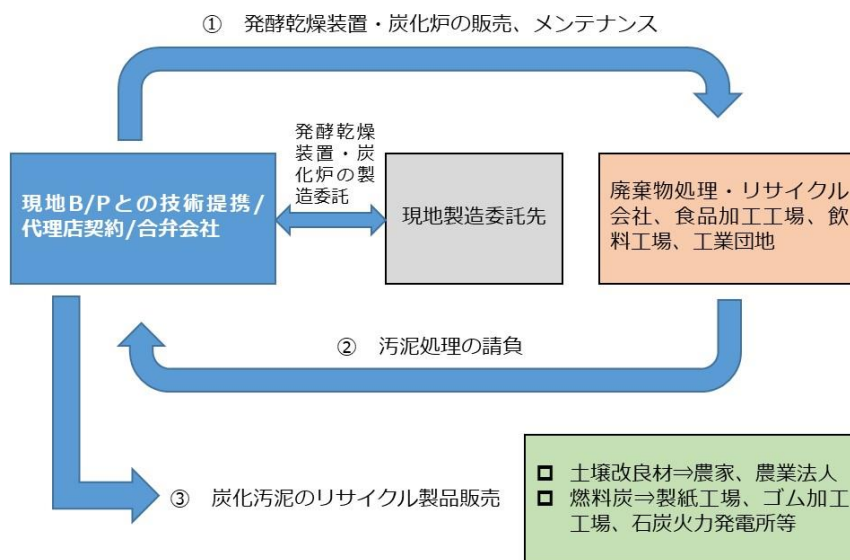 ① 発酵乾燥装置・炭化炉の販売、メンテナンス
発酵乾燥
装置・炭
化炉の製
造委託
現地B/Pとの技術提携/
代理店契約/合弁会社
現地製造委託先
廃棄物処理・リサイクル
会社、食品加工工場、飲
料工場、工業団地
② 汚泥処理の請負
③ 炭化汚泥のリサイクル製品販売
土壌改良材⇒農家、農業法人
燃料炭⇒製紙工場、ゴム加工
工場、石炭火力発電所等